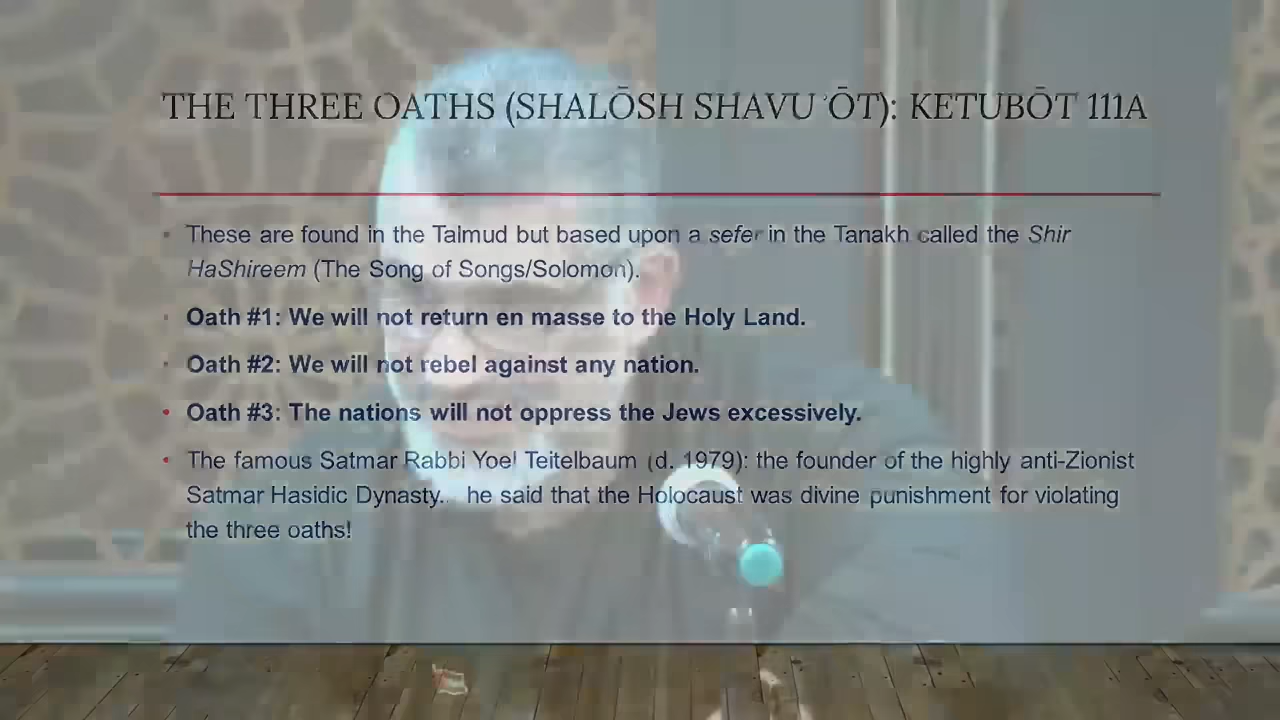 THE THREE OATHS (SHALŌSH SHAVU ʿŌT): KETUBŌT 111A
These are found in the Talmud but based upon a sefer in the Tanakh called the Shir
HaShireem (The Song of Songs/Solomon).
Oath #1: We will not return en masse to the Holy Land.
Oath #2: We will not rebel against any nation.
Oath #3: The nations will not oppress the Jews excessively.
The famous Satmar Rabbi Yoel Teitelbaum (d. 1979): the founder of the highly anti-Zionist
Satmar Hasidic Dynasty... he said that the Holocaust was divine punishment for violating
the three oaths!